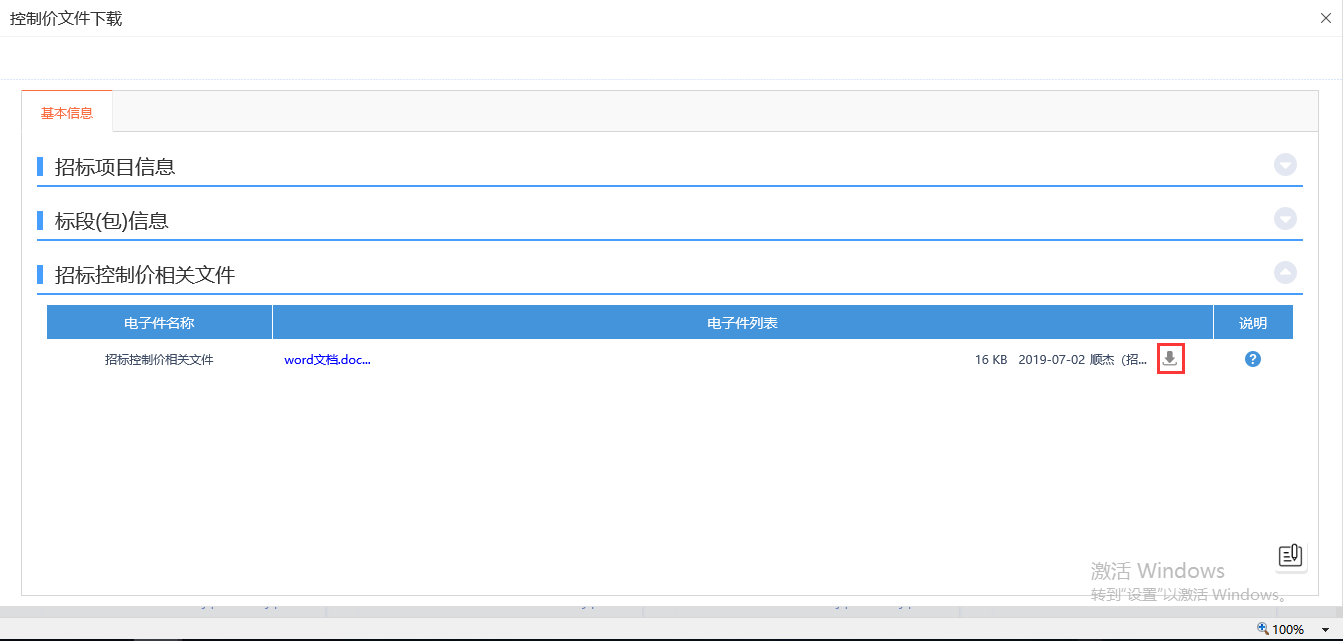 控制价文件下载
基本信息
招标项目信息
标段(包)信息
招标控制价相关文件
电子件名称 电子件列表 说明
招标控制价相关文件 word文档.doc... 16 KB 2019-07-02 顺杰（招...
激活 Windows
转到"设置"以激活 Windows。
100%